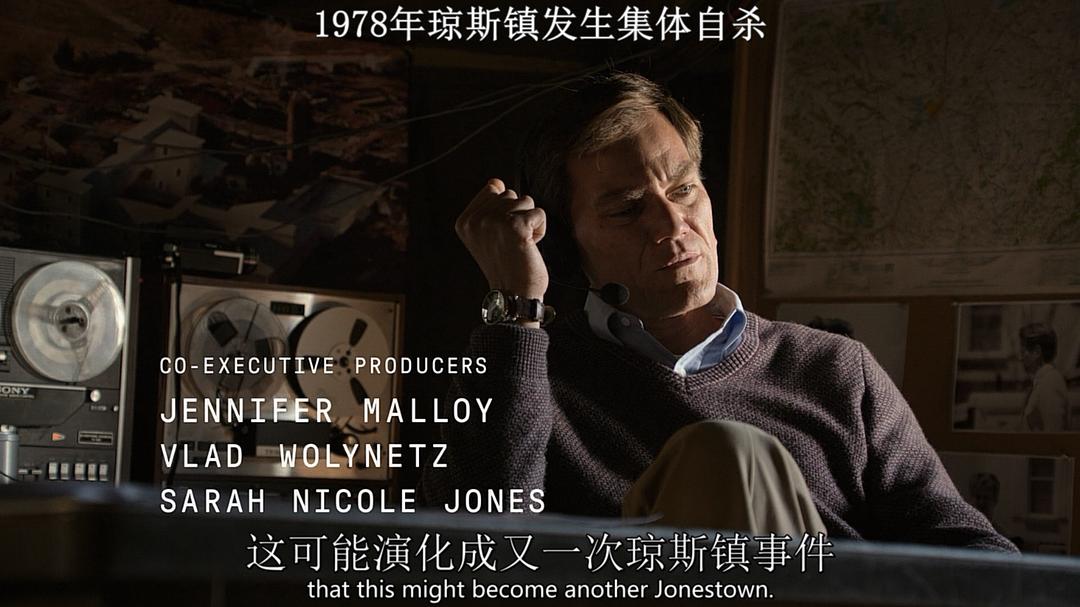 1978年琼斯镇发生集体自杀
SONY
CO-EXECUTIVE PRODUCERS
JENNIFER MALLOY
VLAD WOLYNETZ
SARAH NICOLE JONES
这可能演化成又一次琼斯镇事件
that this might become another Jonestown.